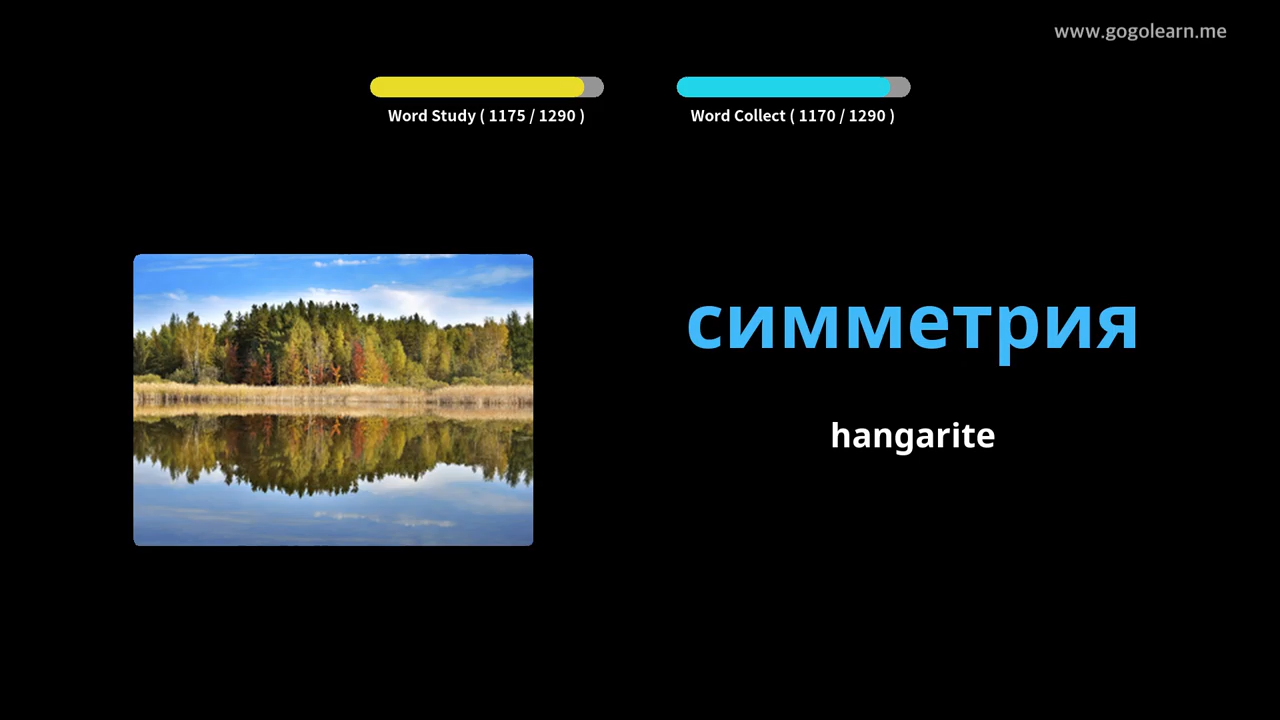 www.gogolearn.me
Word Study ( 1175 / 1290 )
Word Collect ( 1170 / 1290 )
симметрия
hangarite